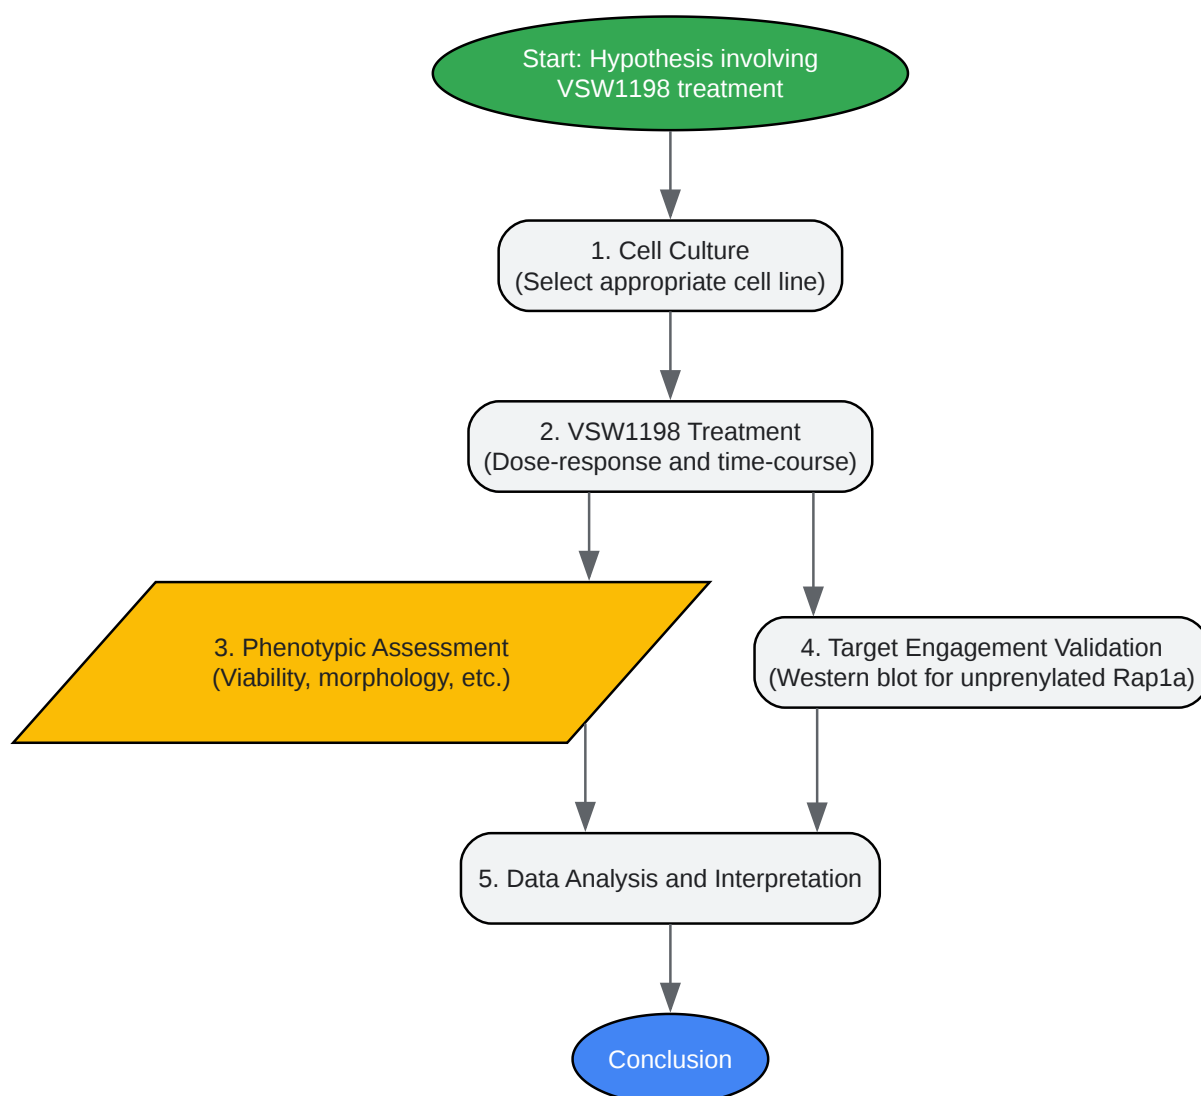 Start: Hypothesis involving
VSW1198 treatment
1. Cell Culture
(Select appropriate cell line)
2. VSW1198 Treatment
(Dose-response and time-course)
3. Phenotypic Assessment
(Viability, morphology, etc.)
4. Target Engagement Validation
(Western blot for unprenylated Rap1a)
5. Data Analysis and Interpretation
Conclusion